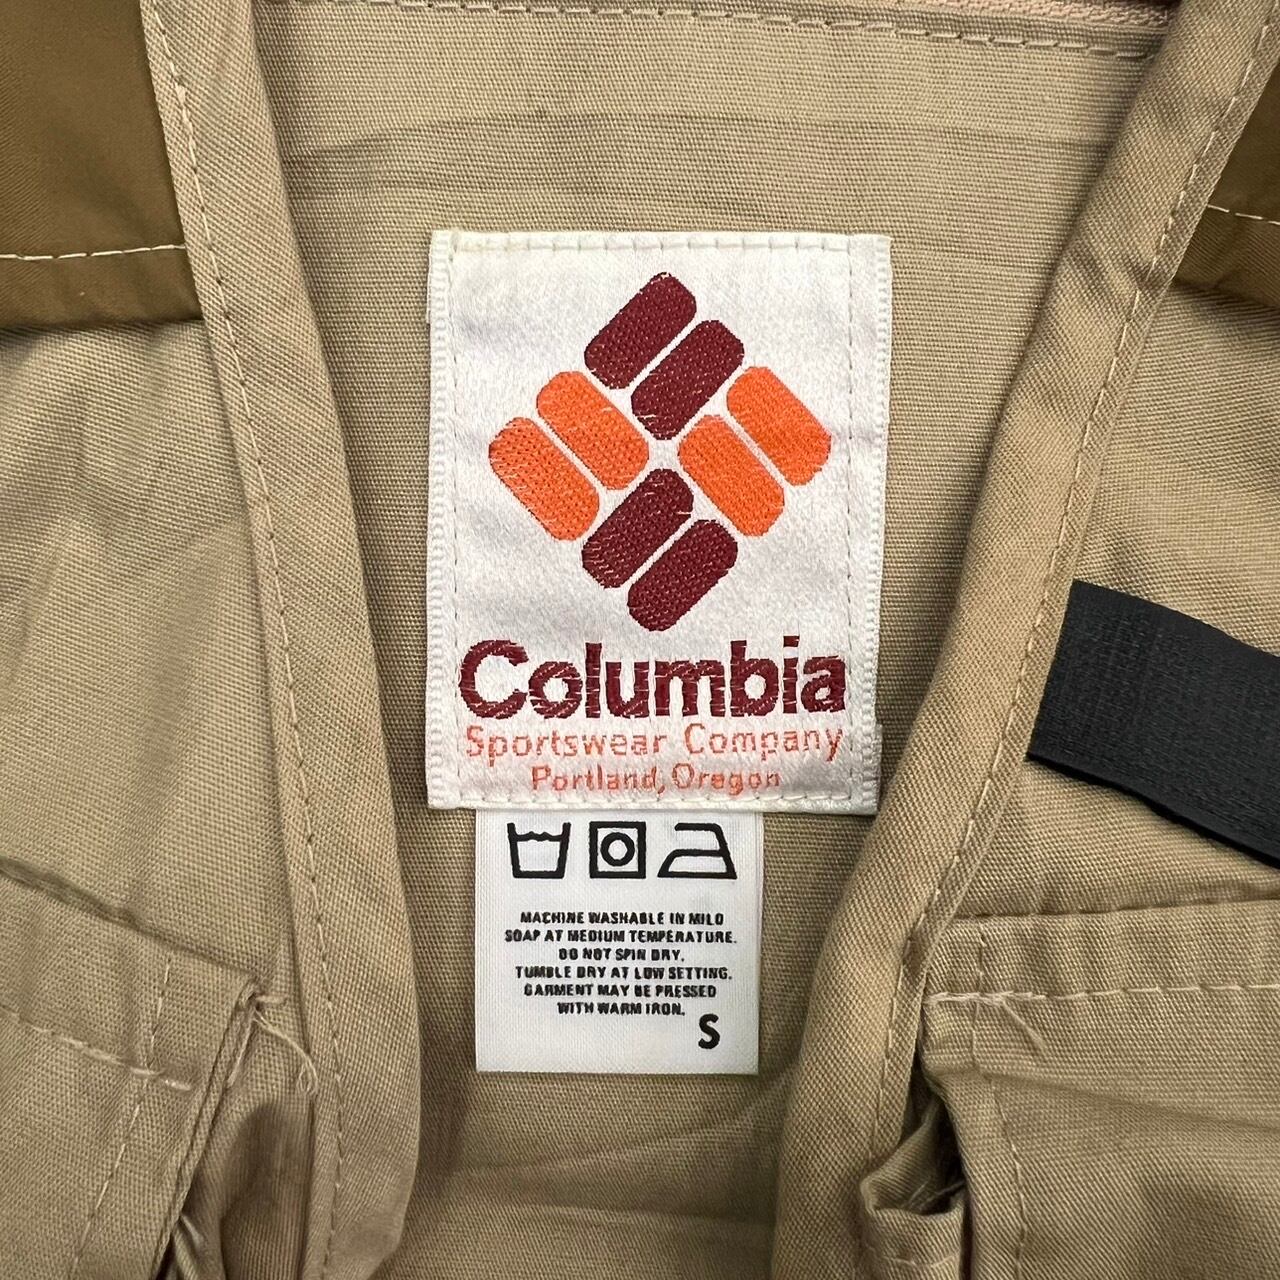 Columbia
Sportswear Company
Portland, Oregon
MACHINE WASHABLE IN MILD
SOAP AT MEDIUM TEMPERATURE.
DO NOT SPIN DRY.
TUMBLE DRY AT LOW SETTING.
GARMENT MAY BE PRESSED
WITH WARM IRON.
S